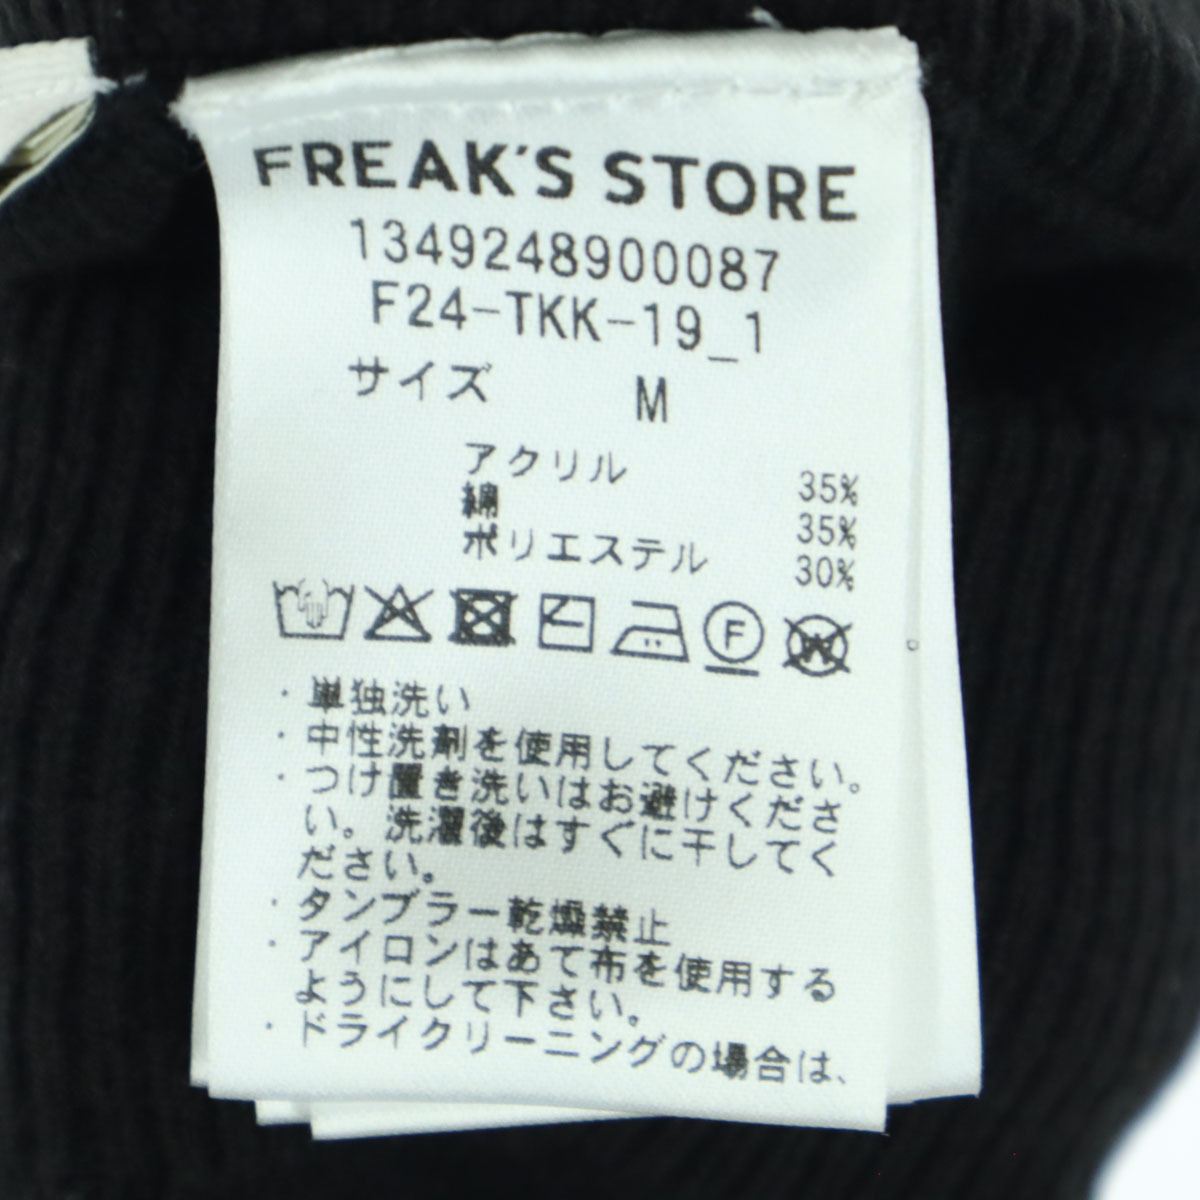 FREAK'S STORE
1349248900087
F24-TKK-19_1
サイズ M
アクリル 35%
綿 35%
ポリエステル 30%
F W
・単独洗い
・中性洗剤を使用してください。
・つけ置き洗いはお避けくださ
い。洗濯後はすぐに干してく
ださい。
・タンブラー乾燥禁止
・アイロンはあて布を使用する
ようにして下さい。
・ドライクリーニングの場合は、